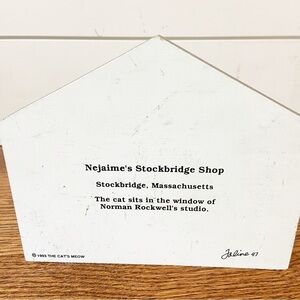 Nejaime's Stockbridge Shop
Stockbridge, Massachusetts
The cat sits in the window of
Norman Rockwell's studio.
© 1993 THE CAT'S MEOW
Faline 97